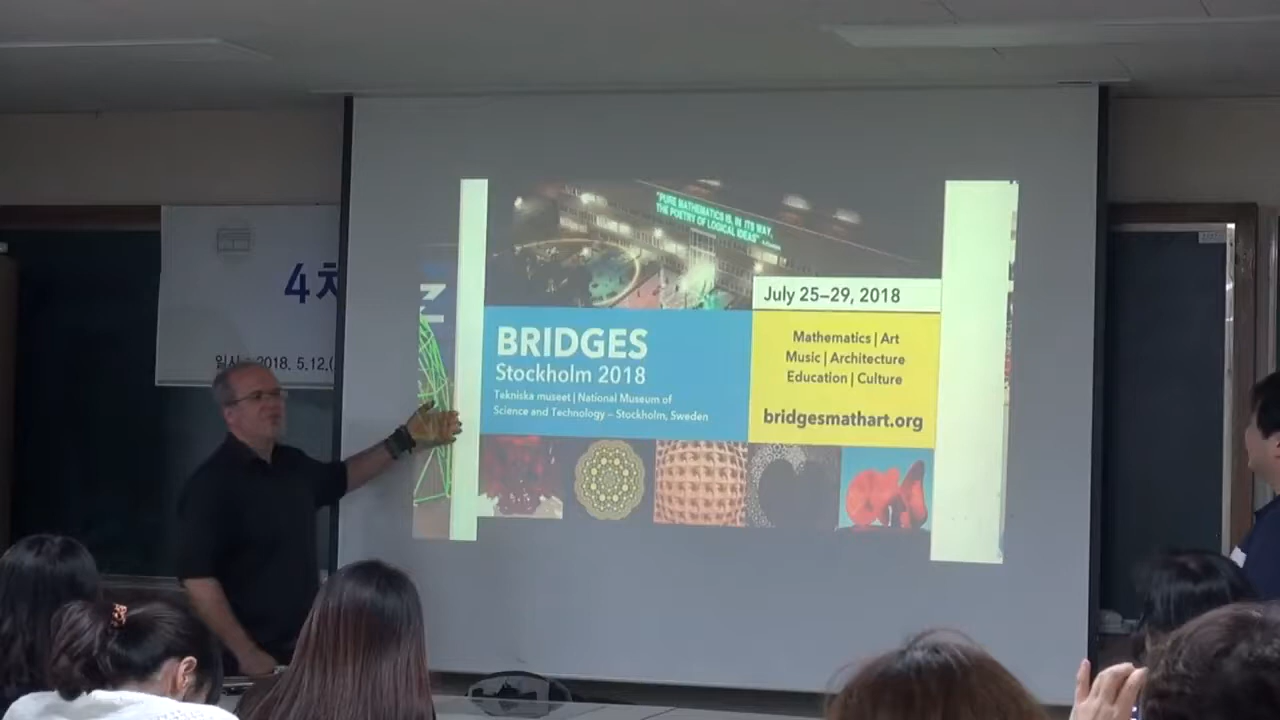 "PURE MATHEMATICS IS, IN ITS WAY,
THE POETRY OF LOGICAL IDEAS"
July 25–29, 2018
BRIDGES
Stockholm 2018
Tekniska museet | National Museum of
Science and Technology – Stockholm, Sweden
Mathematics | Art
Music | Architecture
Education | Culture
bridgesmathart.org
4차
일시 : 2018. 5.12.(